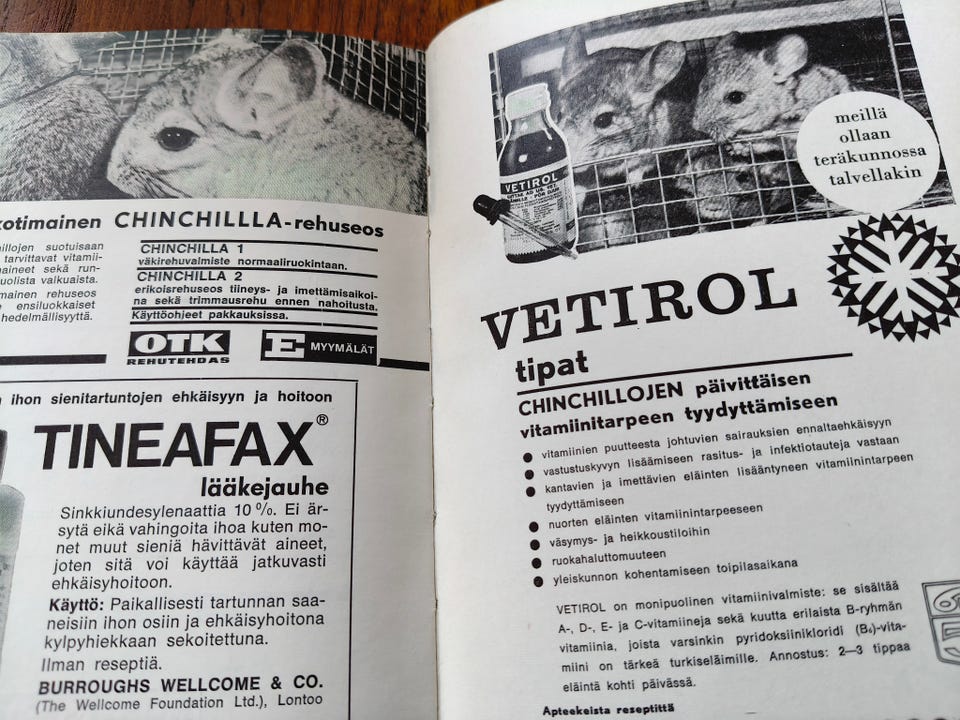 kotimainen CHINCHILLLA-rehuseos
hillojen suotuisaan
tarvittavat vitamii-
aineet sekä run-
puolista valkuaista.
mainen rehuseos
ensiluokkaiset
hedelmällisyyttä.
CHINCHILLA 1
väkirehuvalmiste normaaliruokintaan.
CHINCHILLA 2
erikoisrehuseos tiineys- ja imettämisaikoi-
na sekä trimmausrehu ennen nahoitusta.
Käyttöohjeet pakkauksissa.
OTK
REHUTEHDAS
E MYYMÄLÄT
ihon sienitartuntojen ehkäisyyn ja hoitoon
TINEAFAX®
lääkejauhe
Sinkkiundesylenaattia 10 %. Ei är-
sytä eikä vahingoita ihoa kuten mo-
net muut sieniä hävittävät aineet,
joten sitä voi käyttää jatkuvasti
ehkäisyhoitoon.
Käyttö: Paikallisesti tartunnan saa-
neisiin ihon osiin ja ehkäisyhoitona
kylpyhiekkaan sekoitettuna.
Ilman reseptiä.
BURROUGHS WELLCOME & CO.
(The Wellcome Foundation Ltd.), Lontoo
VETIROL
meillä
ollaan
teräkunnossa
talvellakin
VETIROL
tipat
CHINCHILLOJEN päivittäisen
vitamiinitarpeen tyydyttämiseen
● vitamiinien puutteesta johtuvien sairauksien ennaltaehkäisyyn
● vastustuskyvyn lisäämiseen rasitus- ja infektiotauteja vastaan
● kantavien ja imettävien eläinten lisääntyneen vitamiinintarpeen
tyydyttämiseen
● nuorten eläinten vitamiinintarpeeseen
● väsymys- ja heikkoustiloihin
● ruokahaluttomuuteen
● yleiskunnon kohentamiseen toipilasaikana
VETIROL on monipuolinen vitamiinivalmiste: se sisältää
A-, D-, E- ja C-vitamiineja sekä kuutta erilaista B-ryhmän
vitamiinia, joista varsinkin pyridoksiinikloridi (B₆)-vita-
miini on tärkeä turkiseläimille. Annostus: 2—3 tippaa
eläintä kohti päivässä.
Apteekeista reseptittä